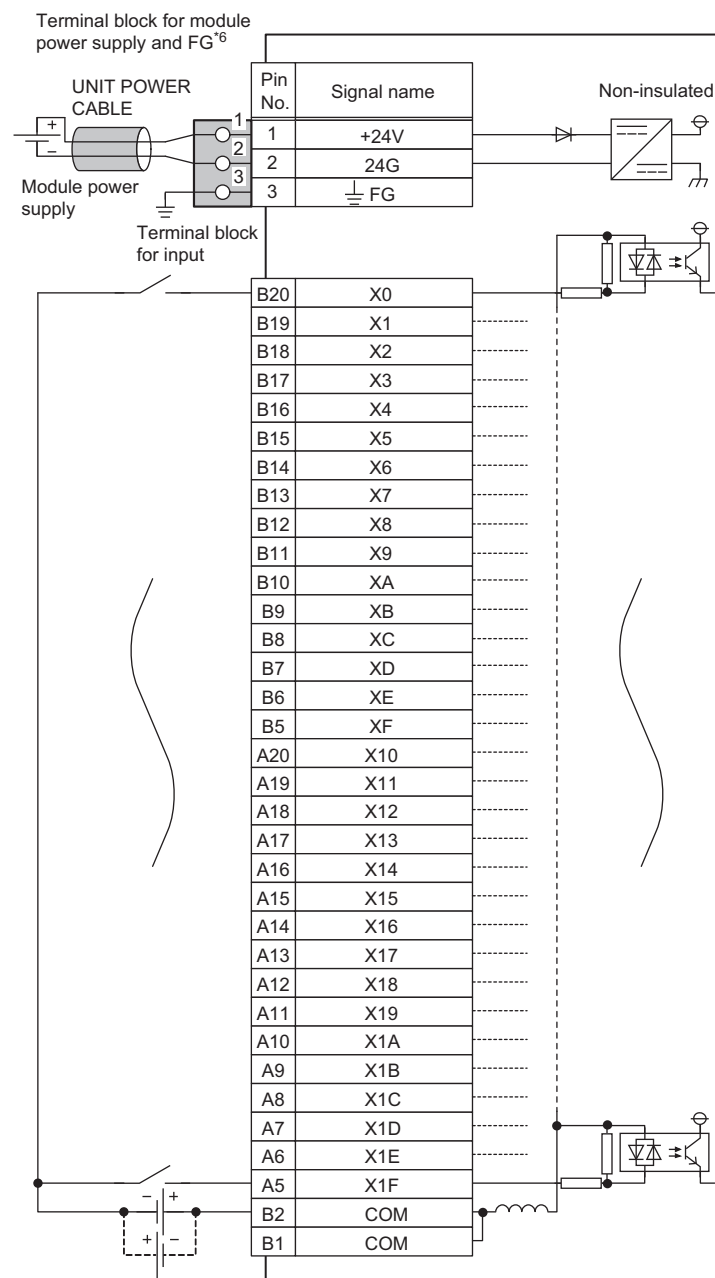 Terminal block for module
power supply and FG*6
UNIT POWER
CABLE
+
−
Module power
supply
1
2
3
Pin
No.
Signal name
1 +24V
2 24G
3 FG
Non-insulated
Terminal block
for input
B20 X0
B19 X1
B18 X2
B17 X3
B16 X4
B15 X5
B14 X6
B13 X7
B12 X8
B11 X9
B10 XA
B9 XB
B8 XC
B7 XD
B6 XE
B5 XF
A20 X10
A19 X11
A18 X12
A17 X13
A16 X14
A15 X15
A14 X16
A13 X17
A12 X18
A11 X19
A10 X1A
A9 X1B
A8 X1C
A7 X1D
A6 X1E
A5 X1F
− +
B2 COM
+ −
B1 COM